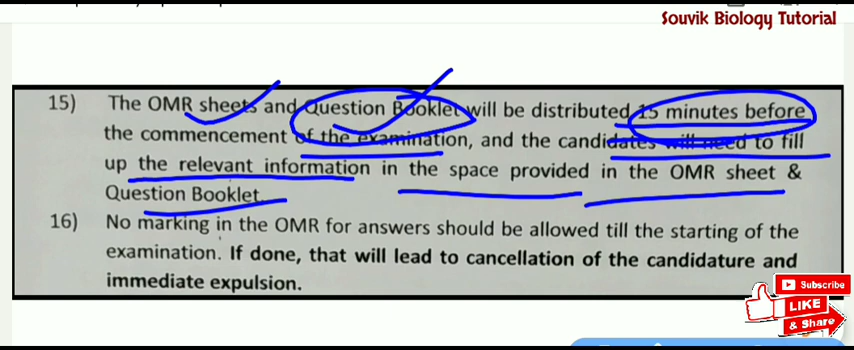 Souvik Biology Tutorial
15) The OMR sheets and Question Booklet will be distributed 15 minutes before
the commencement of the examination, and the candidates will need to fill
up the relevant information in the space provided in the OMR sheet &
Question Booklet.
16) No marking in the OMR for answers should be allowed till the starting of the
examination. If done, that will lead to cancellation of the candidature and
immediate expulsion.
Subscribe
LIKE
& Share